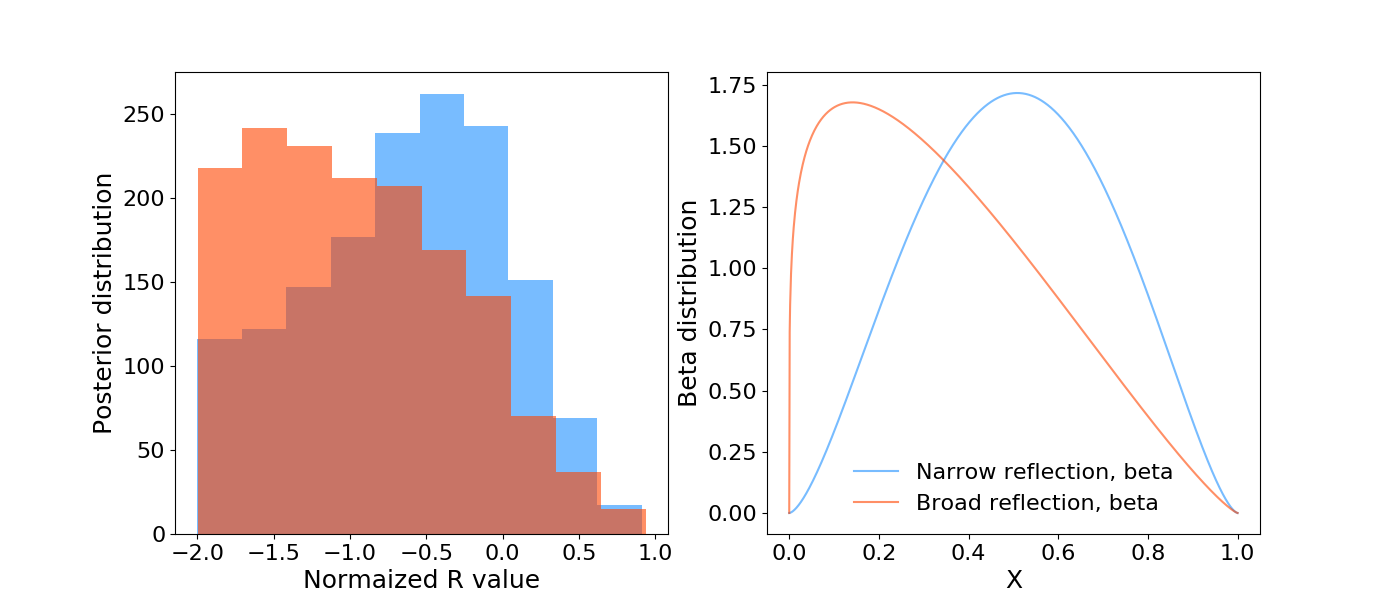 Posterior distribution
250
200
150
100
50
0
−2.0 −1.5 −1.0 −0.5 0.0 0.5 1.0
Normaized R value
Beta distribution
1.75
1.50
1.25
1.00
0.75
0.50
0.25
0.00
Narrow reflection, beta
Broad reflection, beta
0.0 0.2 0.4 0.6 0.8 1.0
X